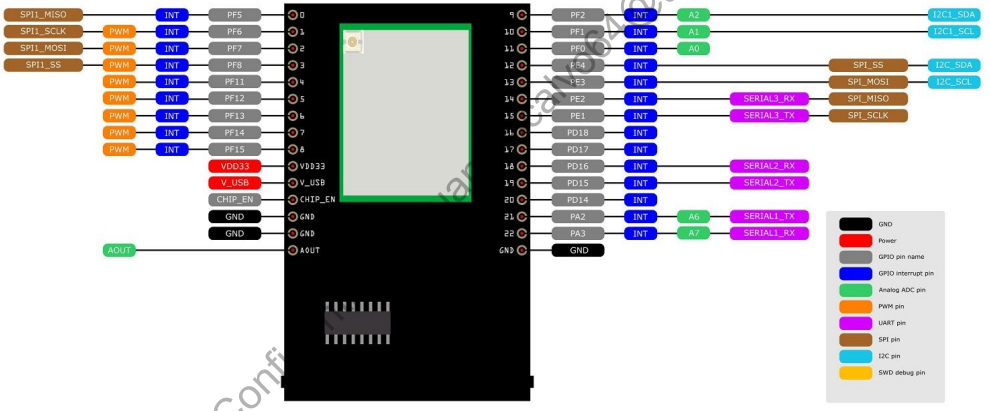 SPI1_MISO INT PF5 0 9 PF2 INT A2 I2C1_SDA
SPI1_SCLK PWM INT PF6 1 10 PF1 INT A1 I2C1_SCL
SPI1_MOSI PWM INT PF7 2 11 PF0 INT A0
SPI1_SS PWM INT PF8 3 12 PE4 INT SPI_SS I2C_SDA
PWM INT PF11 4 13 PE3 INT SPI_MOSI I2C_SCL
PWM INT PF12 5 14 PE2 INT SERIAL3_RX SPI_MISO
PWM INT PF13 6 15 PE1 INT SERIAL3_TX SPI_SCLK
PWM INT PF14 7 16 PD18 INT
PWM INT PF15 8 17 PD17 INT
VDD33 VDD33 18 PD16 INT SERIAL2_RX
V_USB V_USB 19 PD15 INT SERIAL2_TX
CHIP_EN CHIP_EN 20 PD14 INT
GND GND 21 PA2 INT A6 SERIAL1_TX
GND GND 22 PA3 INT A7 SERIAL1_RX
AOUT AOUT GND GND
GND
Power
GPIO pin name
GPIO interrupt pin
Analog ADC pin
PWM pin
UART pin
SPI pin
I2C pin
SWD debug pin